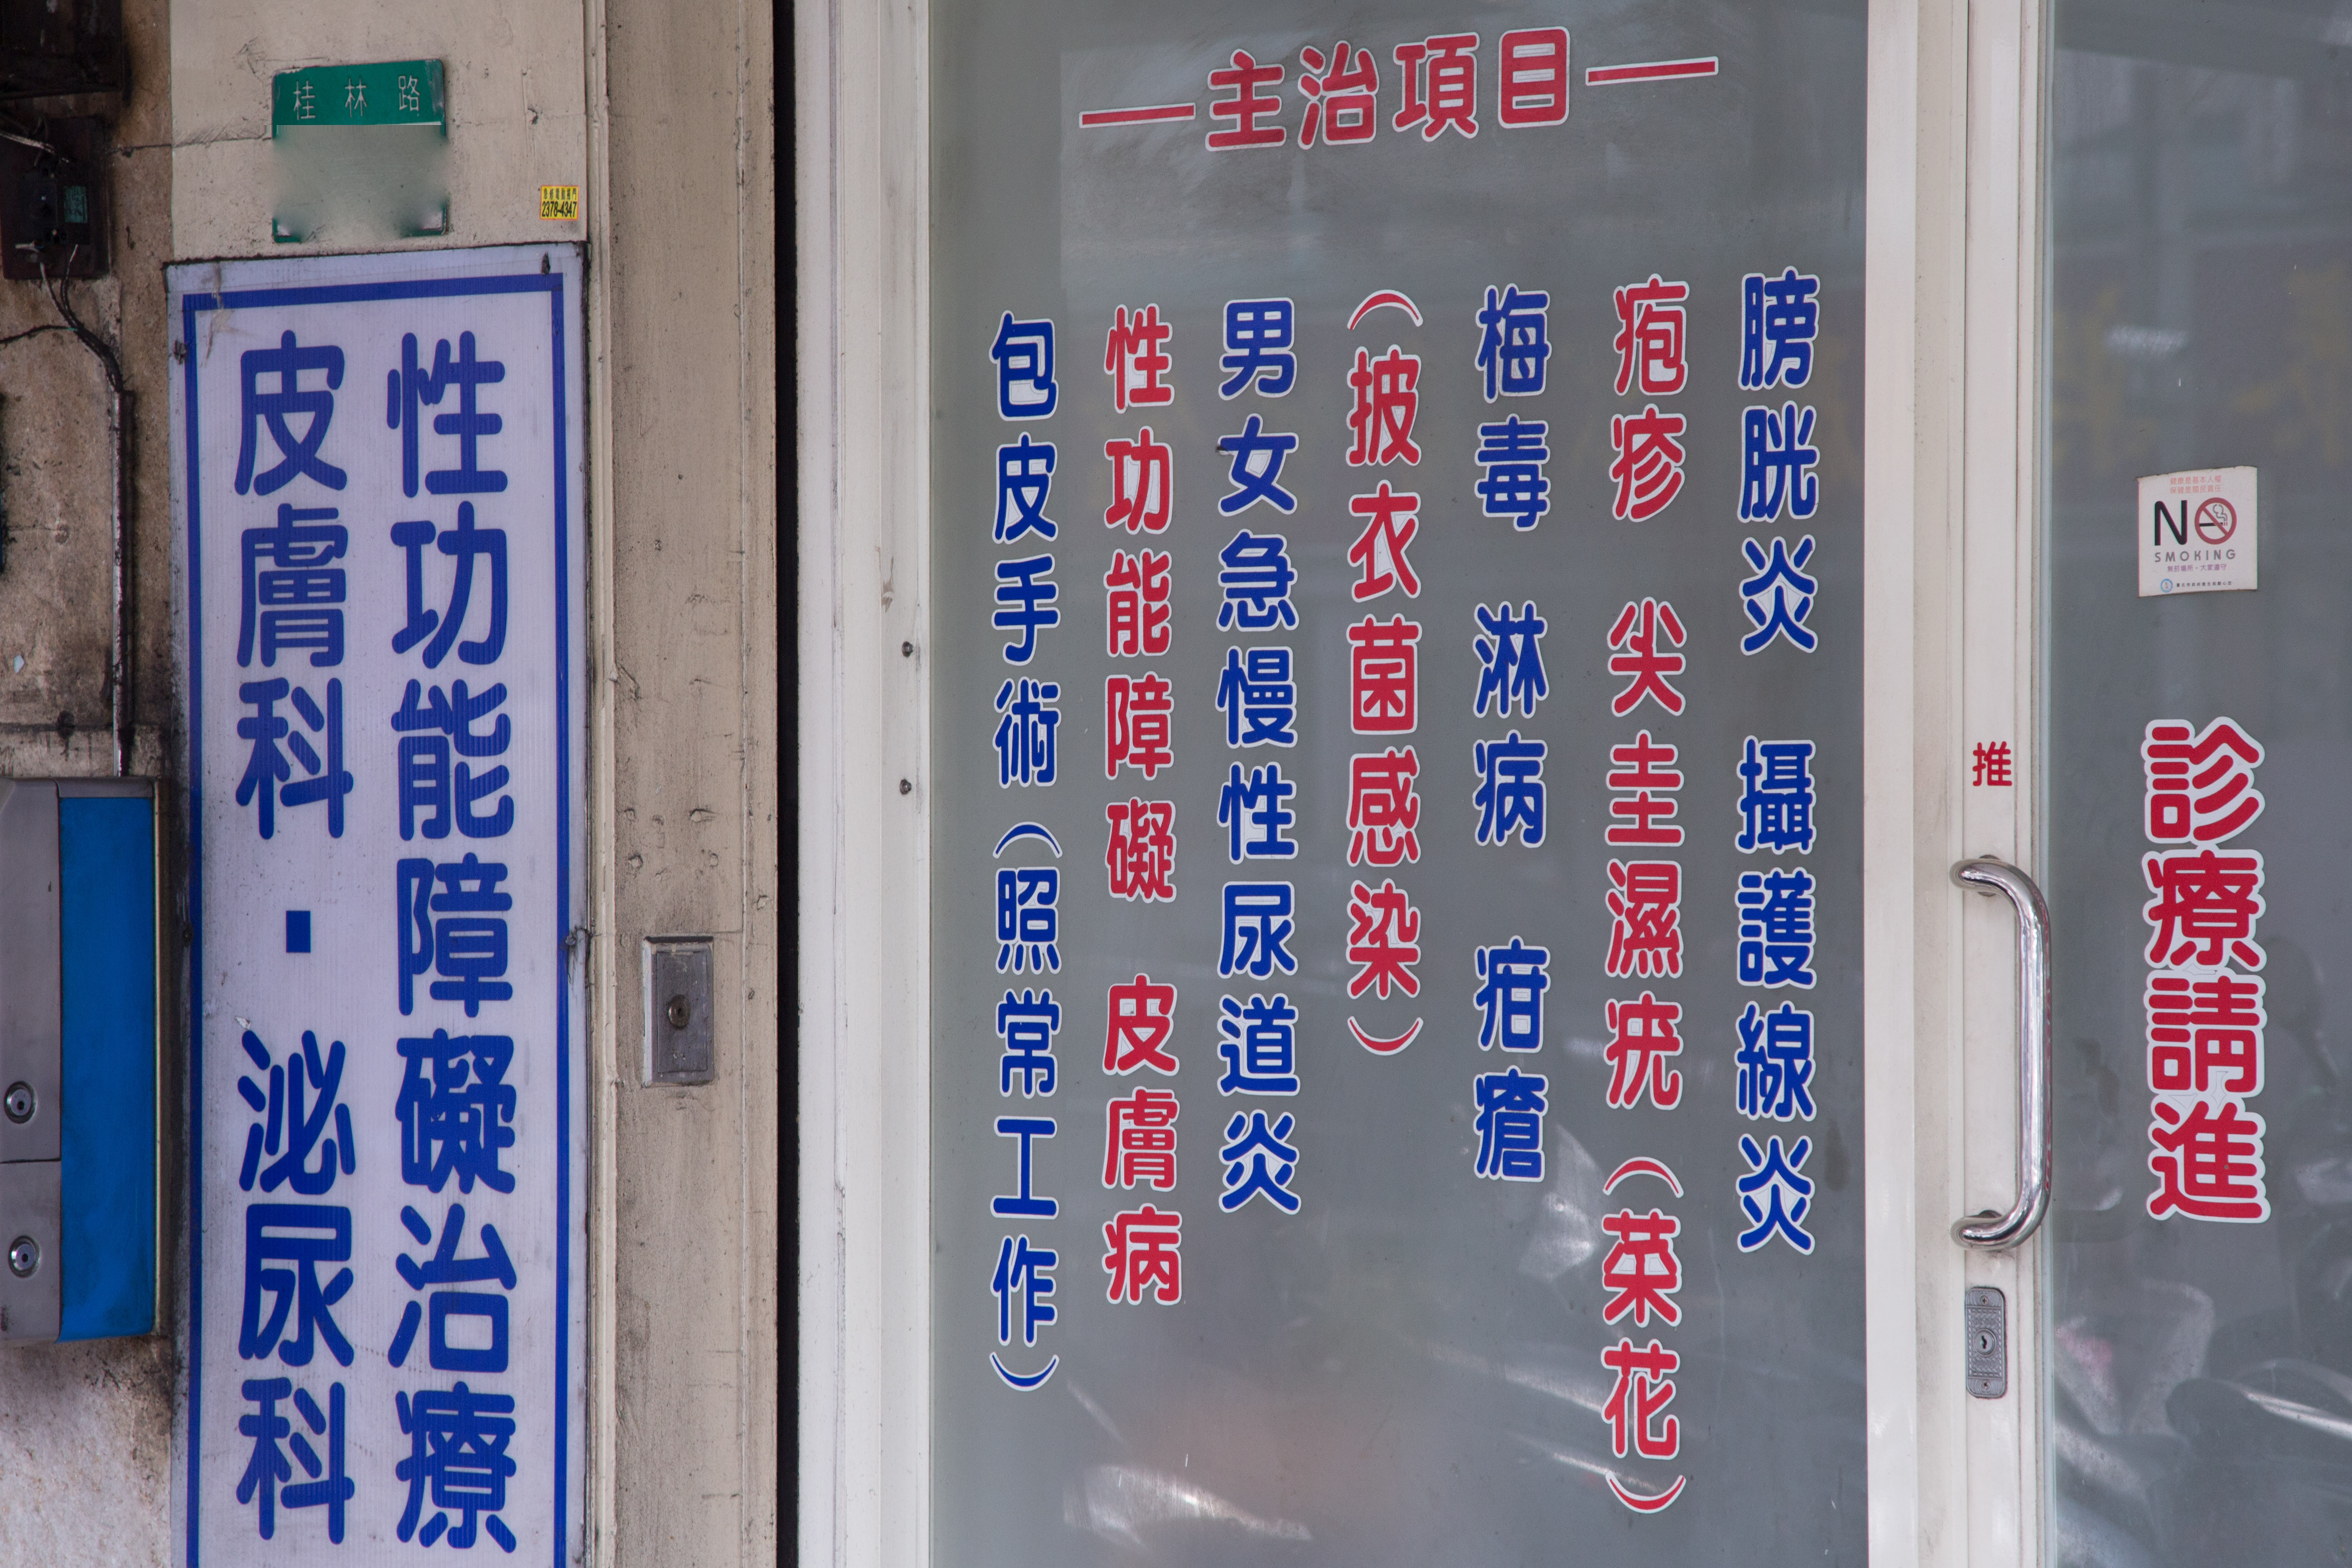 桂林路
2378-4347
性功能障礙治療
皮膚科・泌尿科
主治項目
膀胱炎 攝護線炎
疱疹 尖圭濕疣(菜花)
梅毒 淋病 疳瘡
(披衣菌感染)
男女急慢性尿道炎
性功能障礙 皮膚病
包皮手術(照常工作)
推
NO
SMOKING
診療請進